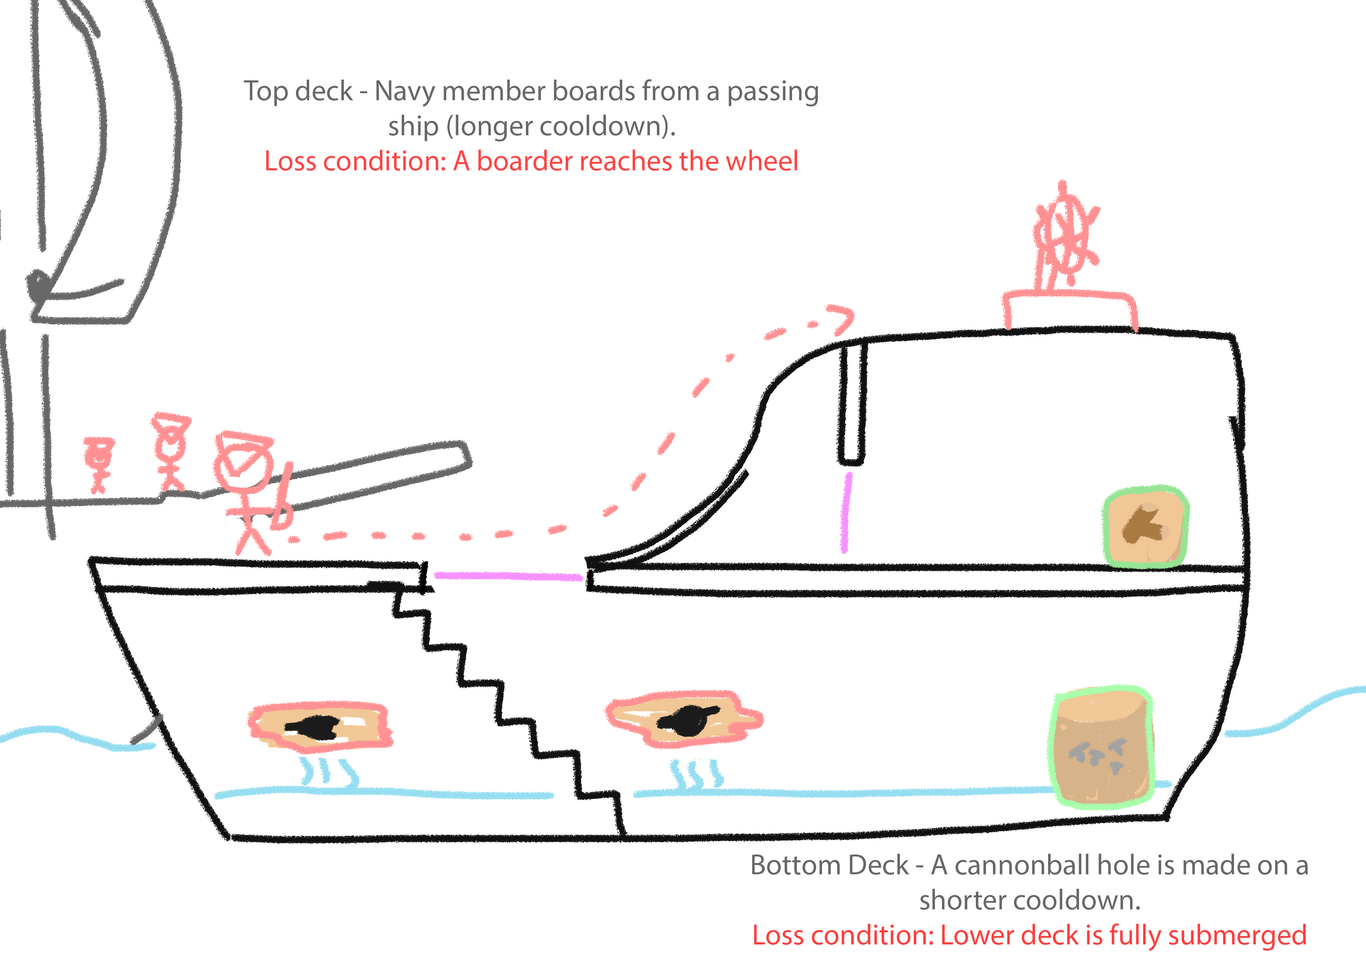 Top deck - Navy member boards from a passing
ship (longer cooldown).
Loss condition: A boarder reaches the wheel
Bottom Deck - A cannonball hole is made on a
shorter cooldown.
Loss condition: Lower deck is fully submerged